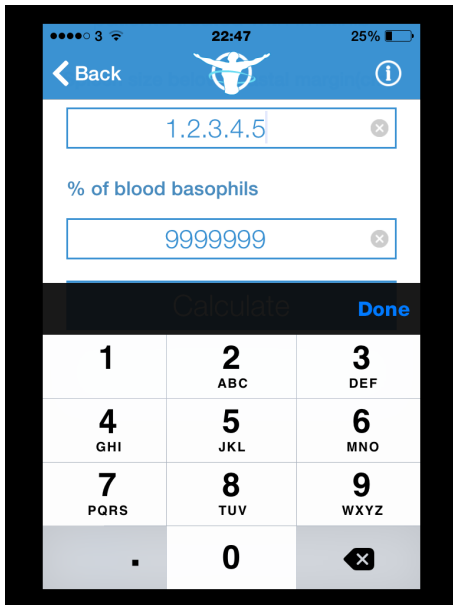 3 22:47 25%
Back
1.2.3.4.5
% of blood basophils
9999999
Calculate
Done
1 2 3
ABC DEF
4 5 6
GHI JKL MNO
7 8 9
PQRS TUV WXYZ
. 0